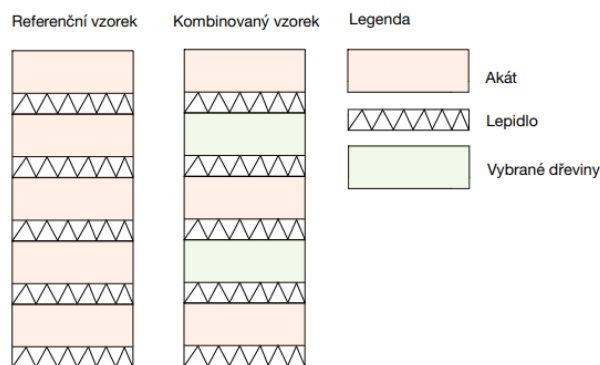 Referenční vzorek
Kombinovaný vzorek
Legenda
Akát
Lepidlo
Vybrané dřeviny